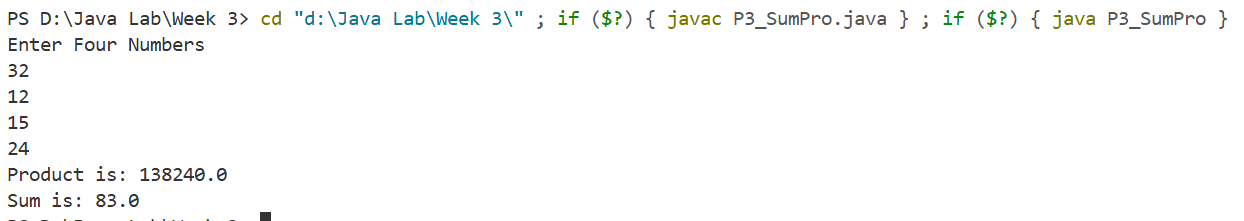 PS D:\Java Lab\Week 3> cd "d:\Java Lab\Week 3\" ; if ($?) { javac P3_SumPro.java } ; if ($?) { java P3_SumPro }
Enter Four Numbers
32
12
15
24
Product is: 138240.0
Sum is: 83.0